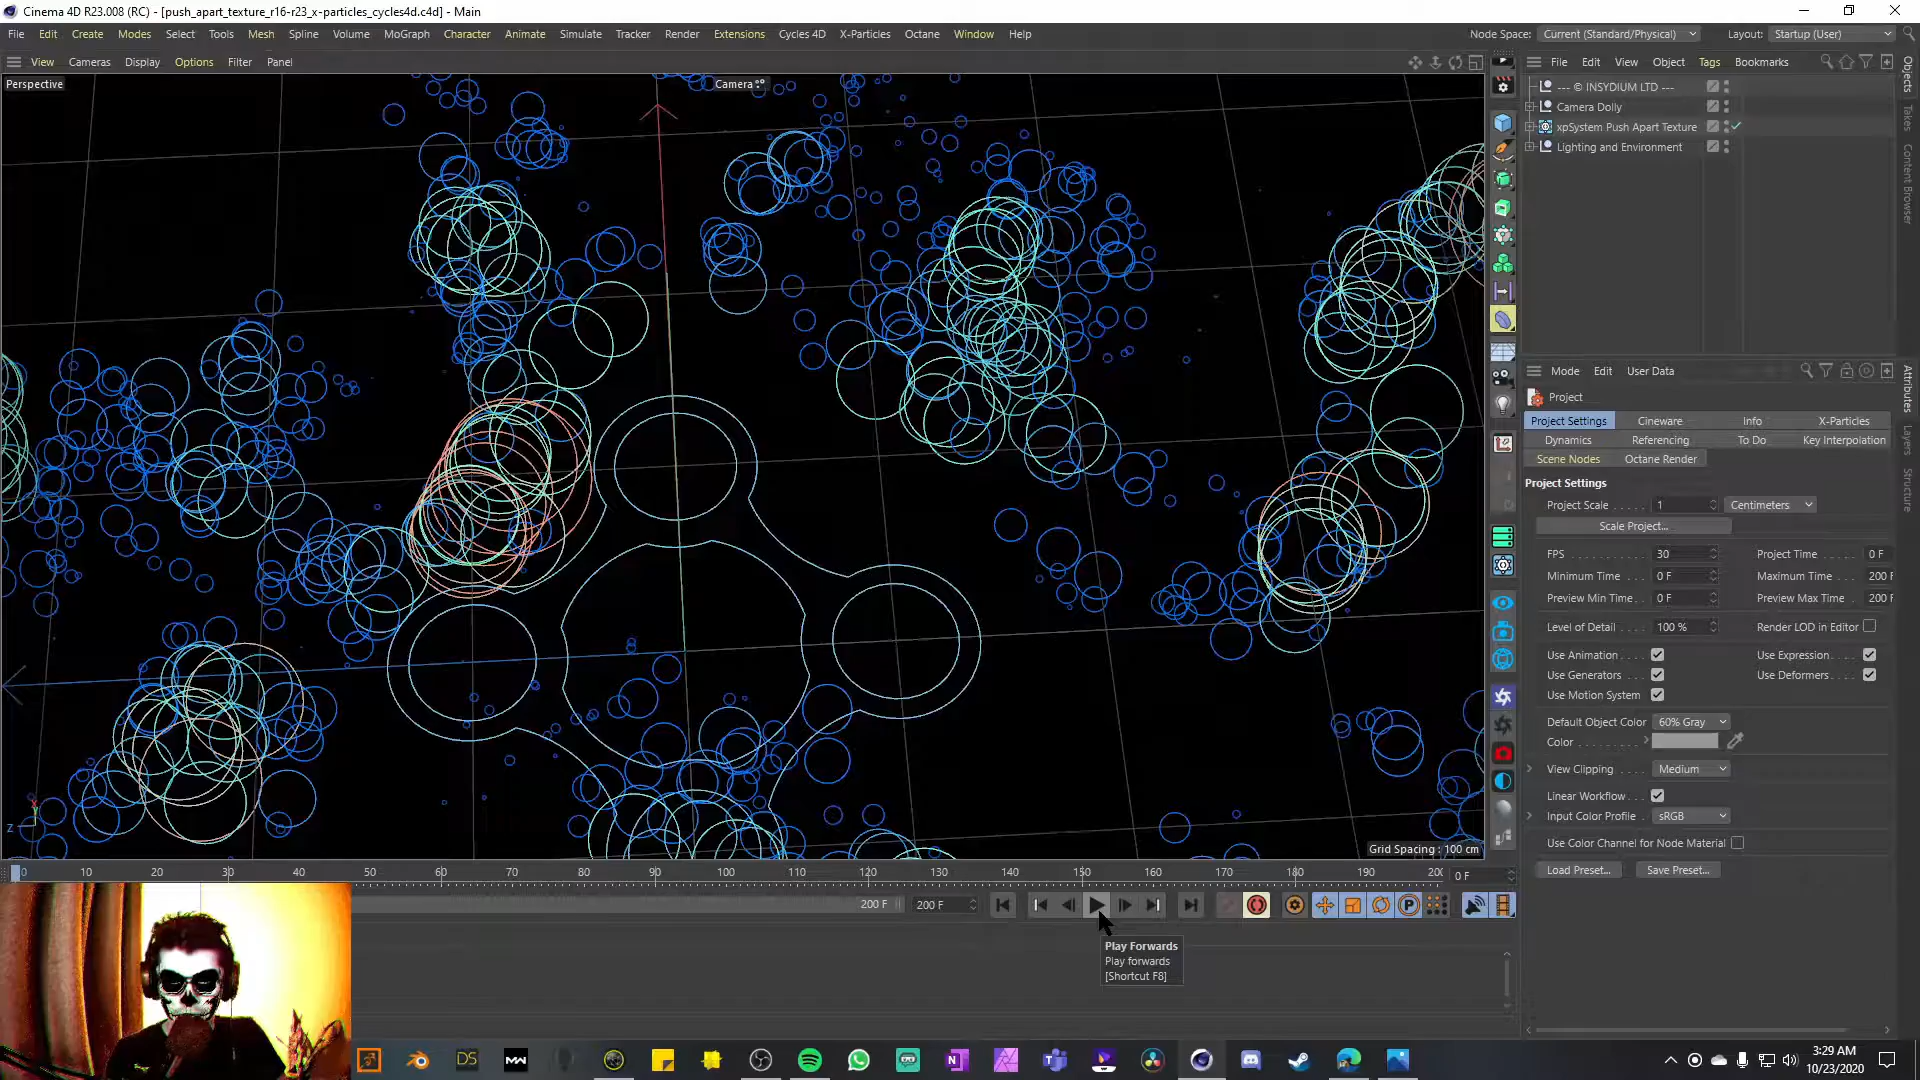 Cinema 4D R23.008 (RC) - [push_apart_texture_r16-r23_x-particles_cycles4d.c4d] - Main
File Edit Create Modes Select Tools Mesh Spline Volume MoGraph Character Animate Simulate Tracker Render Extensions Cycles 4D X-Particles Octane Window Help
Node Space: Current (Standard/Physical) Layout: Startup (User)
View Cameras Display Options Filter Panel
File Edit View Object Tags Bookmarks
Perspective
Camera
--- © INSYDIUM LTD ---
Camera Dolly
xpSystem Push Apart Texture
Lighting and Environment
Objects
Takes
Content Browser
Mode Edit User Data
Project
Project Settings Cineware Info X-Particles
Dynamics Referencing To Do Key Interpolation
Scene Nodes Octane Render
Attributes
Layers
Structure
Project Settings
Project Scale . . . . . 1 Centimeters
Scale Project...
FPS 30 Project Time 0 F
Minimum Time 0 F Maximum Time 200 F
Preview Min Time 0 F Preview Max Time 200 F
Level of Detail 100 % Render LOD in Editor
Use Animation Use Expression
Use Generators Use Deformers
Use Motion System
Default Object Color 60% Gray
Color
View Clipping Medium
Linear Workflow
Input Color Profile sRGB
Use Color Channel for Node Material
Load Preset... Save Preset...
Z
Y
X
Grid Spacing : 100 cm
0 10 20 30 40 50 60 70 80 90 100 110 120 130 140 150 160 170 180 190 20 0 F
200 F 200 F
P
Play Forwards
Play forwards
[Shortcut F8]
DS
MW
N
3:29 AM
10/23/2020